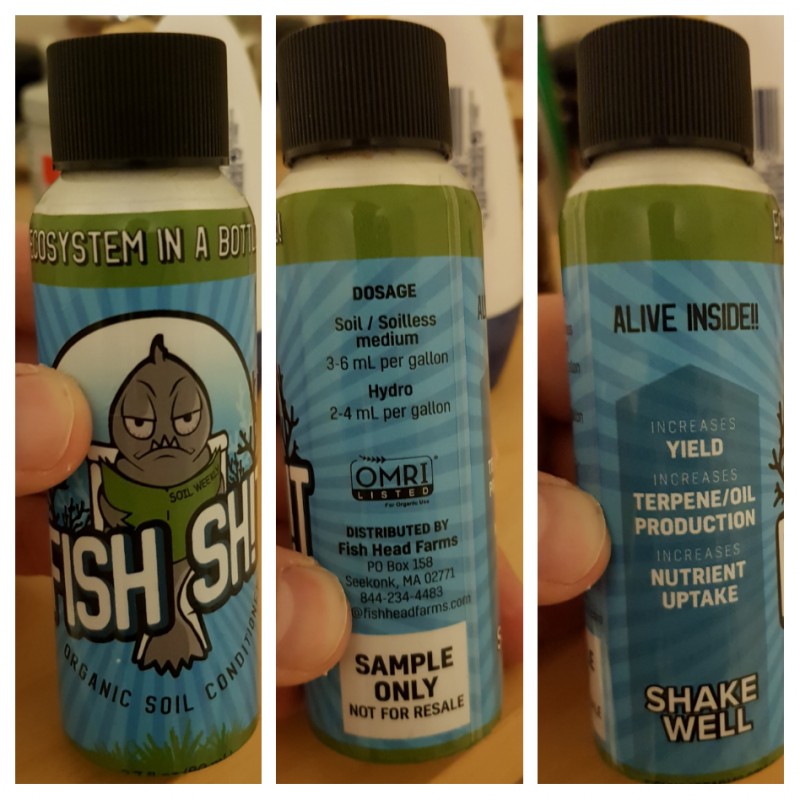 ECOSYSTEM IN A BOTTL
SOIL WEEKLY
FISH SH!T
ORGANIC SOIL CONDITIONE
DOSAGE
Soil / Soilless
medium
3-6 mL per gallon
Hydro
2-4 mL per gallon
OMRI
LISTED
For Organic Use
DISTRIBUTED BY
Fish Head Farms
PO Box 158
Seekonk, MA 02771
844-234-4483
@fishheadfarms.com
SAMPLE
ONLY
NOT FOR RESALE
ALIVE INSIDE!!
INCREASES
YIELD
INCREASES
TERPENE/OIL
PRODUCTION
INCREASES
NUTRIENT
UPTAKE
SHAKE
WELL